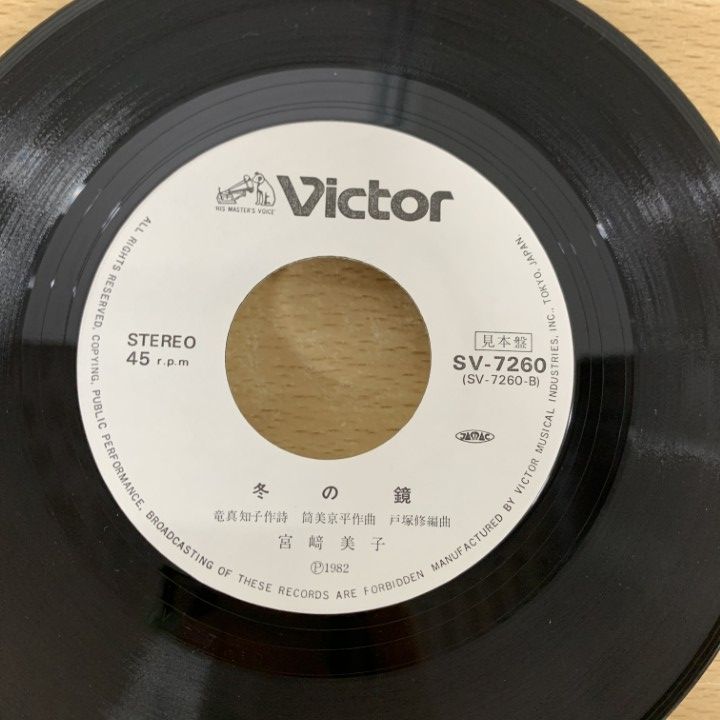 "HIS MASTER'S VOICE"
Victor
STEREO
45 r.p.m
見本盤
SV-7260
(SV-7260-B)
JASRAC
冬の鏡
竜真知子作詩 筒美京平作曲 戸塚修編曲
宮﨑美子
Ⓟ1982
ALL RIGHTS RESERVED, COPYING, PUBLIC PERFORMANCE, BROADCASTING OF THESE RECORDS ARE FORBIDDEN MANUFACTURED BY VICTOR MUSICAL INDUSTRIES, INC., TOKYO, JAPAN